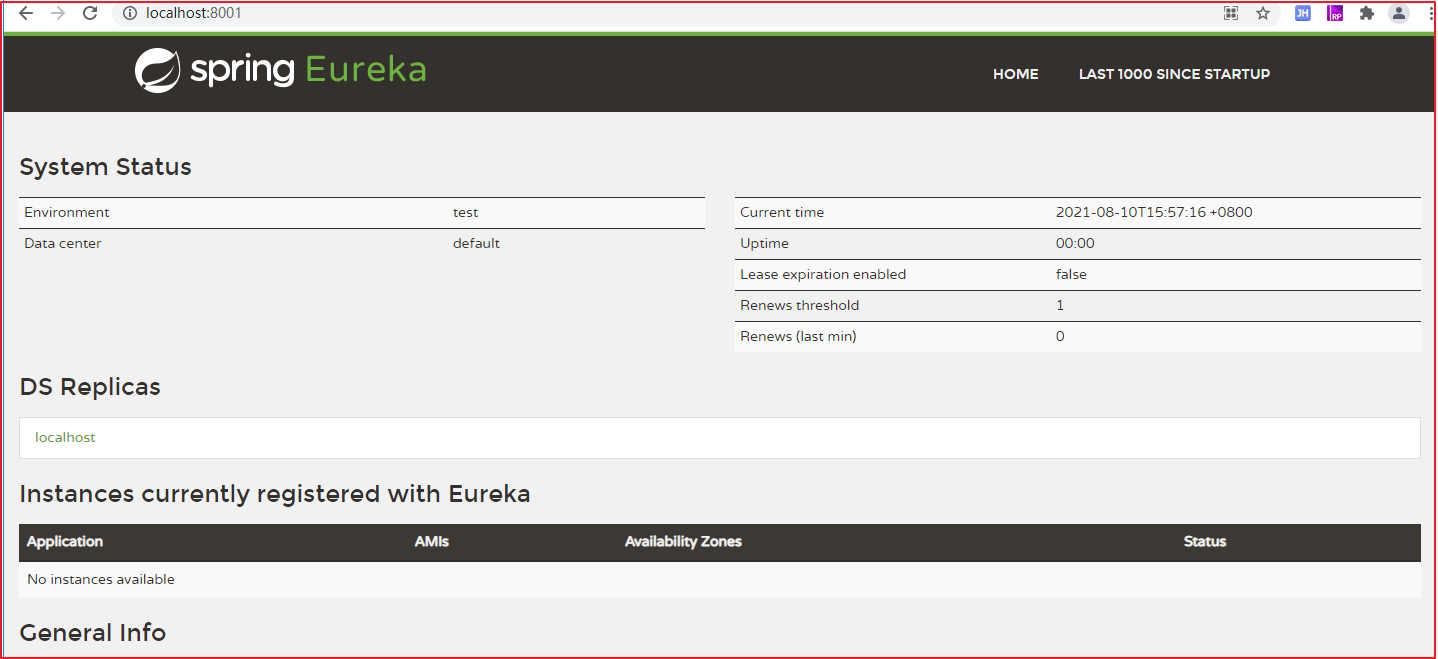 localhost:8001
JH
RP
spring Eureka
HOME LAST 1000 SINCE STARTUP
System Status
Environment test
Data center default
Current time 2021-08-10T15:57:16 +0800
Uptime 00:00
Lease expiration enabled false
Renews threshold 1
Renews (last min) 0
DS Replicas
localhost
Instances currently registered with Eureka
Application AMIs Availability Zones Status
No instances available
General Info